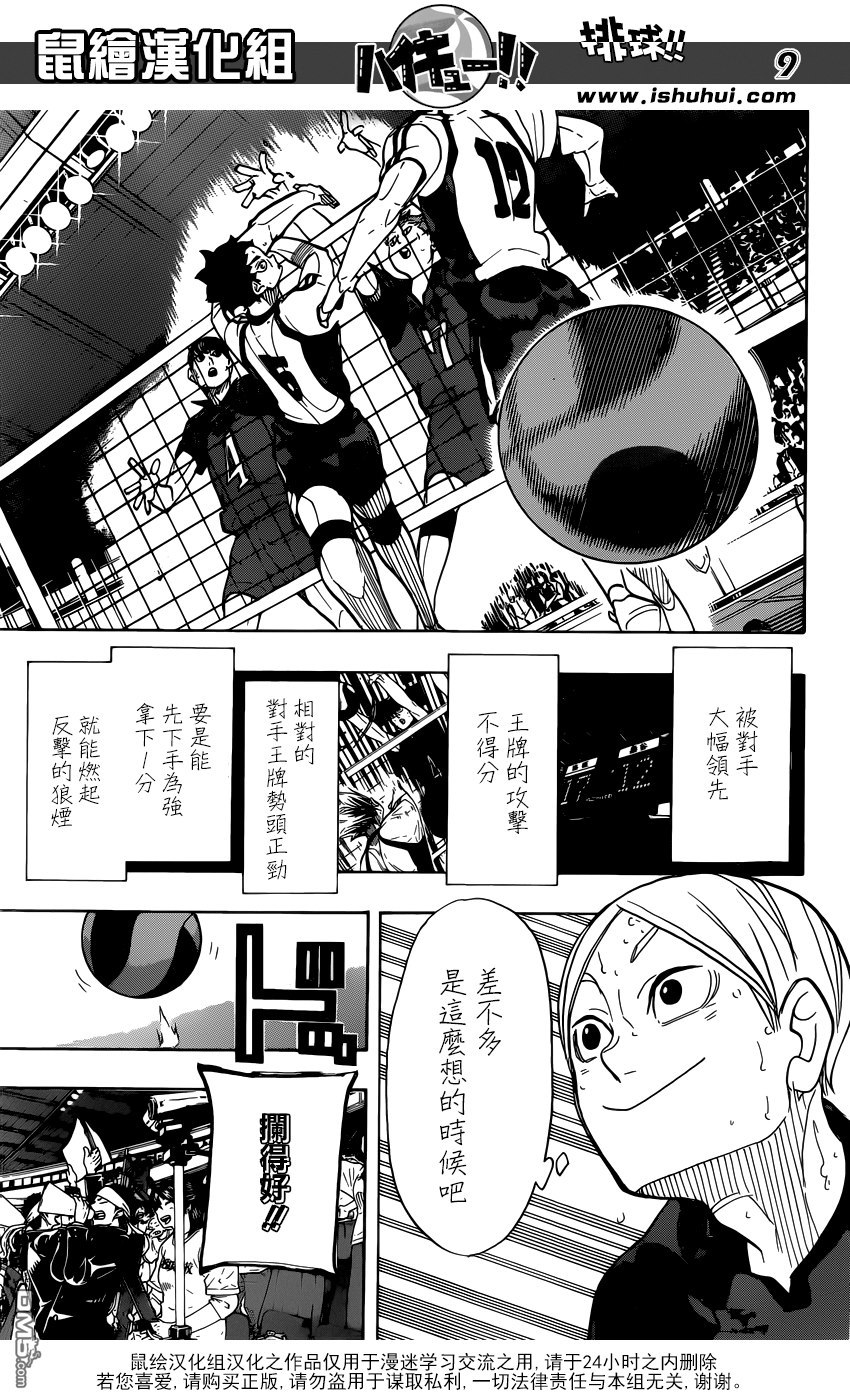 鼠繪漢化組
ハイキュー!!
排球!!
9
www.ishuhui.com
12
5
4
被對手
大幅領先
17 12
王牌的攻擊
不得分
相對的
對手王牌勢頭正勁
要是能
先下手為強
拿下1分
就能燃起
反擊的狼煙
差不多
是這麼想的時候吧
攔得好!!
DM5.com
鼠绘汉化组汉化之作品仅用于漫迷学习交流之用,请于24小时之内删除
若您喜爱,请购买正版,请勿用于谋取私利,一切法律责任与本组无关,谢谢。